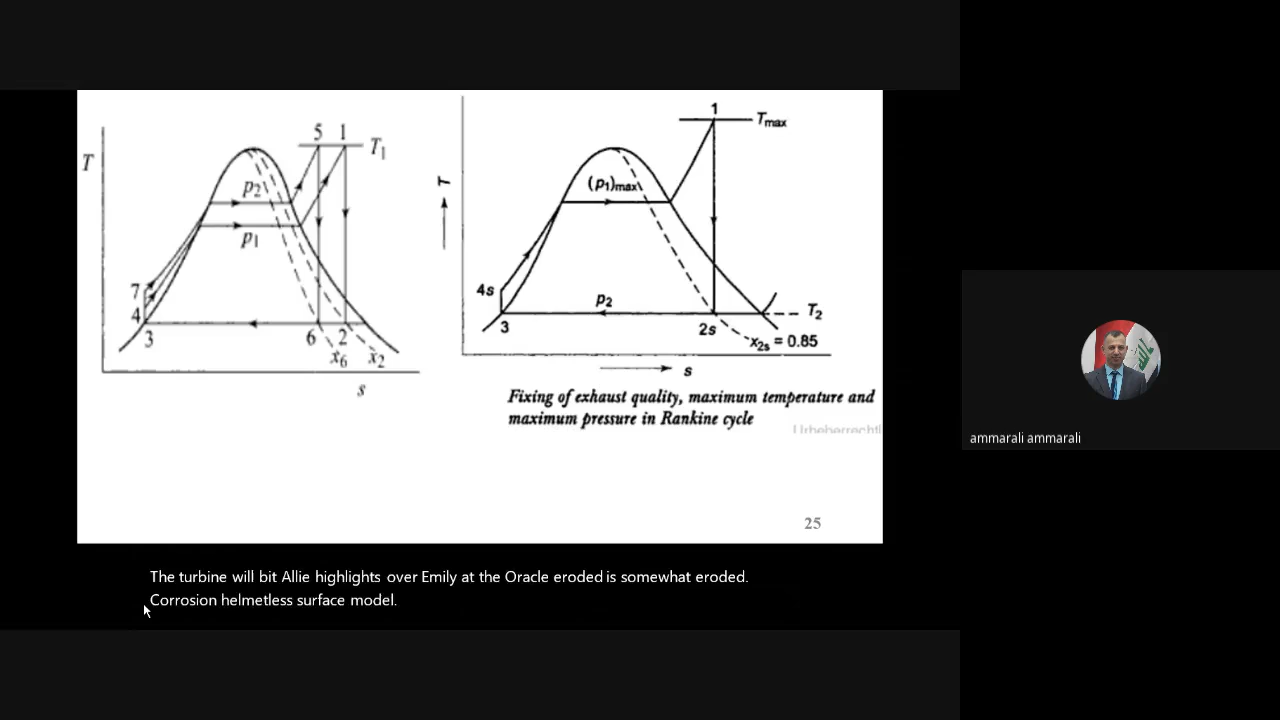 T
5
1
T1
p2
p1
7
4
3
6
2
x6
x2
s
T
1
Tmax
(p1)max
4s
p2
T2
3
2s
x2s = 0.85
s
Fixing of exhaust quality, maximum temperature and
maximum pressure in Rankine cycle
Urheberrechtl
25
ammarali ammarali
The turbine will bit Allie highlights over Emily at the Oracle eroded is somewhat eroded.
Corrosion helmetless surface model.